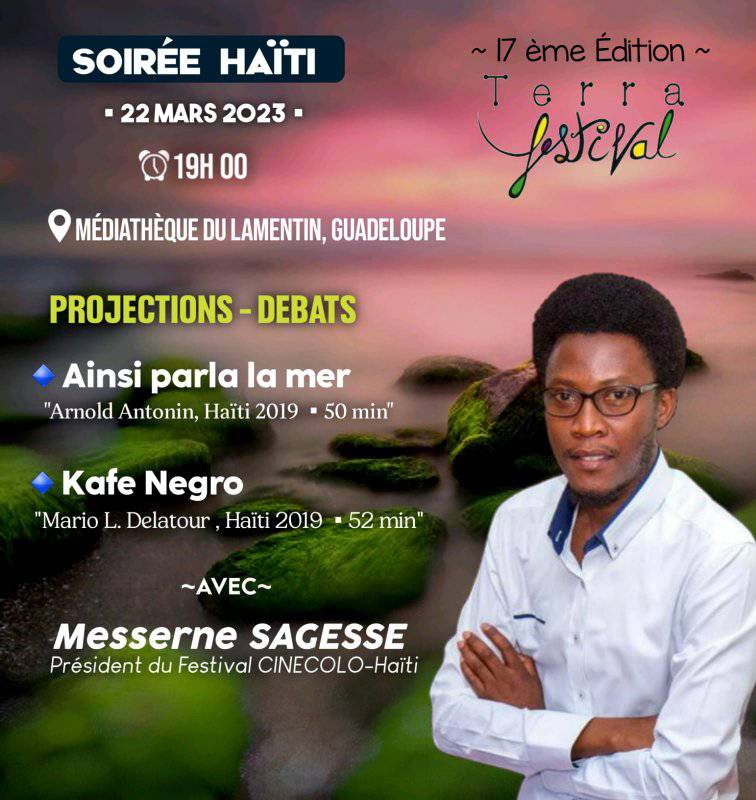 SOIRÉE HAÏTI
▪ 22 MARS 2023 ▪
19H 00
MÉDIATHÈQUE DU LAMENTIN, GUADELOUPE
~ 17 ème Édition ~
Terra
festival
PROJECTIONS - DEBATS
Ainsi parla la mer
"Arnold Antonin, Haïti 2019 ▪ 50 min"
Kafe Negro
"Mario L. Delatour , Haïti 2019 ▪ 52 min"
~AVEC~
Messerne SAGESSE
Président du Festival CINECOLO-Haïti